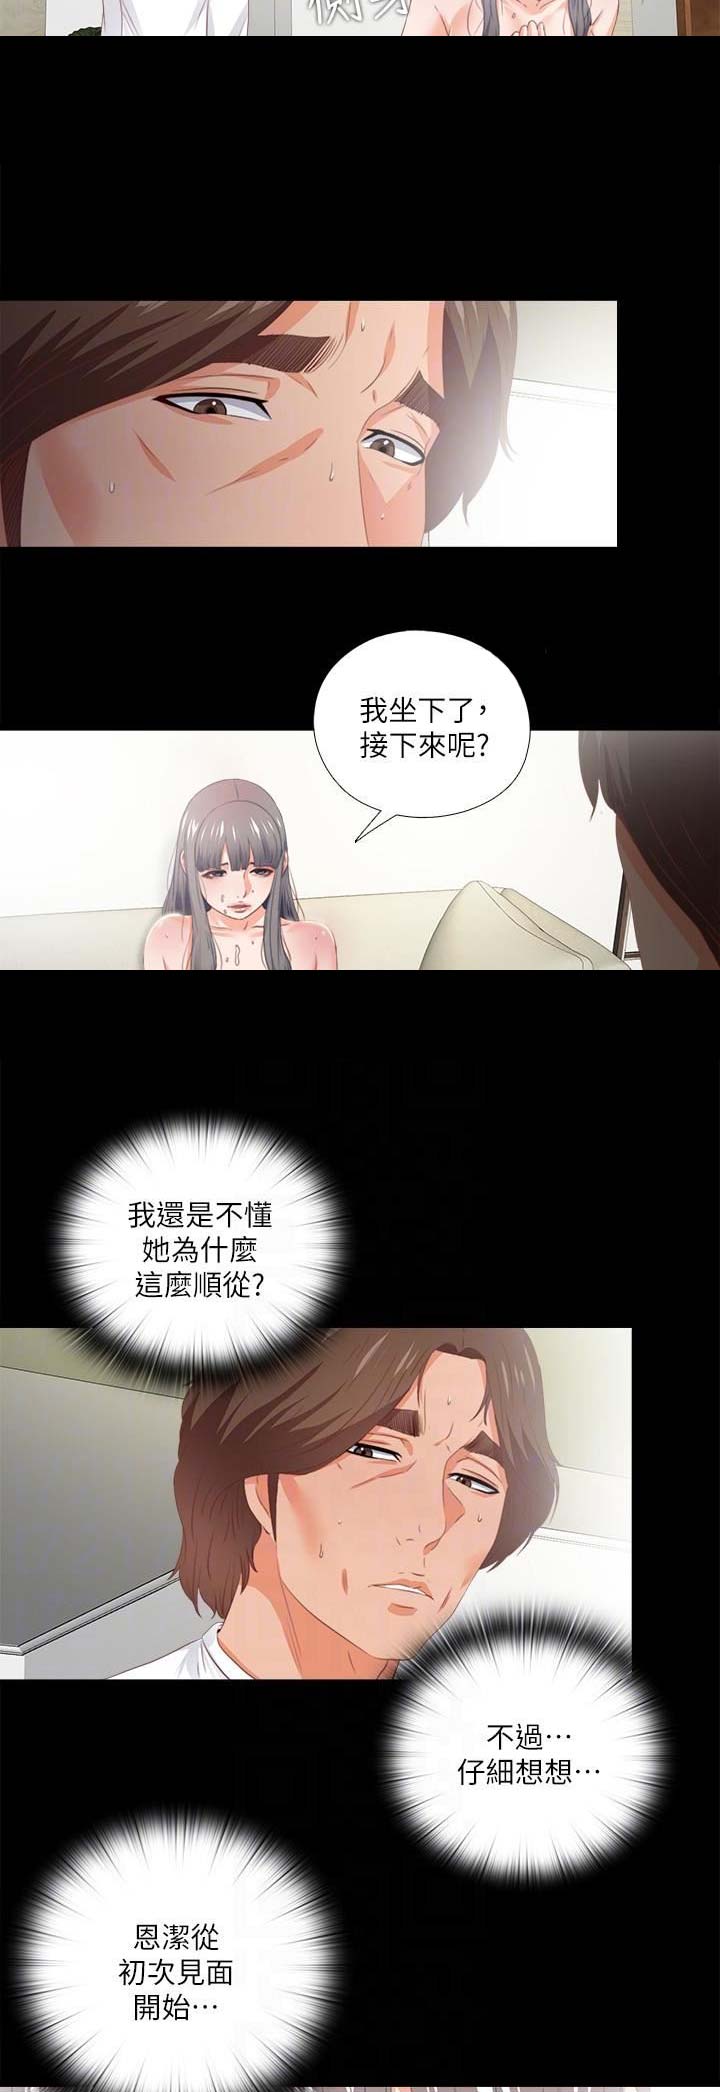 我坐下了，
接下來呢?
我還是不懂
她為什麼
這麼順從?
不過…
仔細想想…
恩潔從
初次見面
開始…